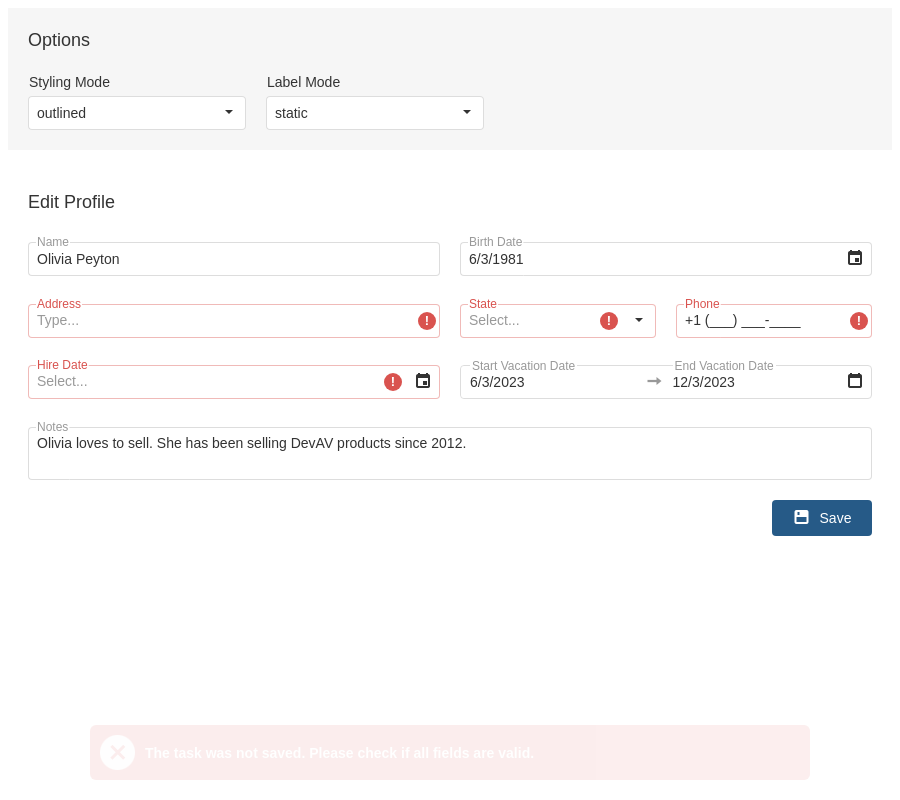 Options
Styling Mode
Label Mode
outlined
static
Edit Profile
Name
Olivia Peyton
Birth Date
6/3/1981
Address
Type...
State
Select...
Phone
+1 (___) ___-____
Hire Date
Select...
Start Vacation Date
6/3/2023
End Vacation Date
12/3/2023
Notes
Olivia loves to sell. She has been selling DevAV products since 2012.
Save
The task was not saved. Please check if all fields are valid.